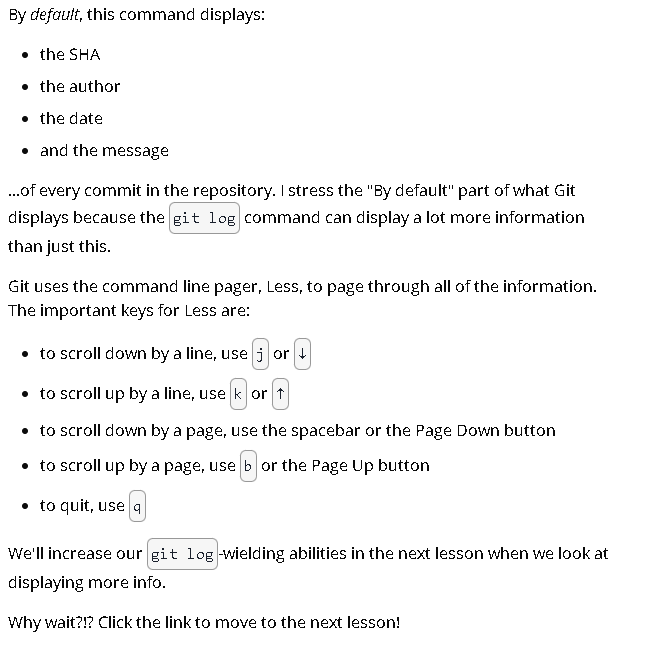 By default, this command displays:
• the SHA
• the author
• the date
• and the message
...of every commit in the repository. I stress the "By default" part of what Git
displays because the git log command can display a lot more information
than just this.
Git uses the command line pager, Less, to page through all of the information.
The important keys for Less are:
• to scroll down by a line, use j or ↓
• to scroll up by a line, use k or ↑
• to scroll down by a page, use the spacebar or the Page Down button
• to scroll up by a page, use b or the Page Up button
• to quit, use q
We'll increase our git log -wielding abilities in the next lesson when we look at
displaying more info.
Why wait?!? Click the link to move to the next lesson!